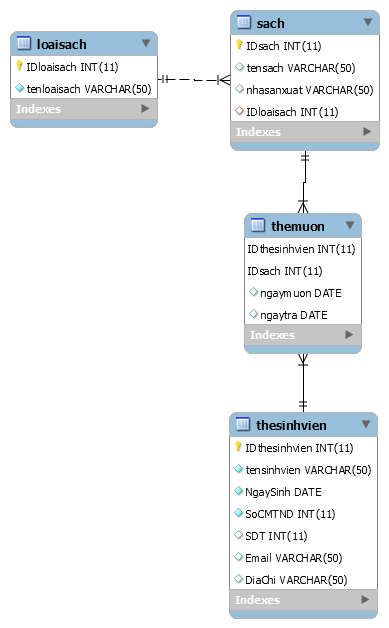 loaisach
IDloaisach INT(11)
tenloaisach VARCHAR(50)
Indexes
sach
IDsach INT(11)
tensach VARCHAR(50)
nhasanxuat VARCHAR(50)
IDloaisach INT(11)
Indexes
themuon
IDthesinhvien INT(11)
IDsach INT(11)
ngaymuon DATE
ngaytra DATE
Indexes
thesinhvien
IDthesinhvien INT(11)
tensinhvien VARCHAR(50)
NgaySinh DATE
SoCMTND INT(11)
SDT INT(11)
Email VARCHAR(50)
DiaChi VARCHAR(50)
Indexes